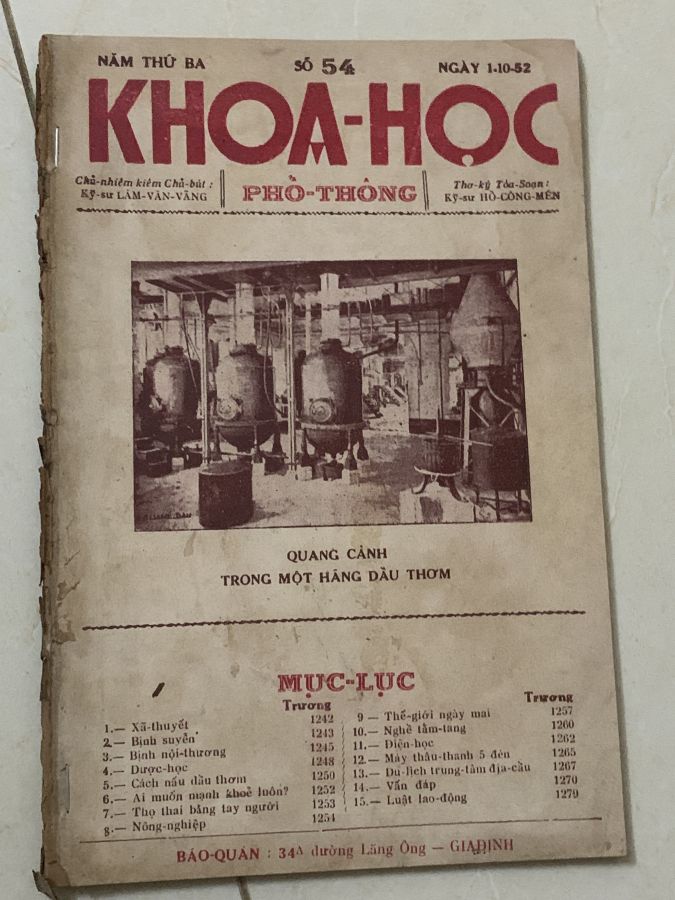 NĂM THỨ BA
SỐ 54
NGÀY 1-10-52
KHOA-HỌC
Chủ-nhiệm kiêm Chủ-bút :
Kỹ-sư LÂM-VĂN-VÃNG
PHỔ-THÔNG
Thơ-ký Tòa-Soạn :
Kỹ-sư HỒ-CÔNG-MÊN
QUANG CẢNH
TRONG MỘT HÃNG DẦU THƠM
MỤC-LỤC
Trương
1.— Xã-thuyết 1242
2.— Bịnh suyễn 1243
3.— Bịnh nội-thương 1245
4.— Dược-học 1248
5.— Cách nấu dầu thơm 1250
6.— Ai muốn mạnh khoẻ luôn? 1252
7.— Thọ thai bằng tay người 1253
8.— Nông-nghiệp 1254
Trương
9 — Thế-giới ngày mai 1257
10.— Nghề tầm-tang 1260
11.— Điện-học 1262
12.— Máy thâu-thanh 5 đèn 1265
13.— Du-lịch trung-tâm địa-cầu 1267
14.— Vấn đáp 1270
15.— Luật lao-động 1279
BÁO-QUÁN : 34A đường Lăng Ông — GIAĐỊNH